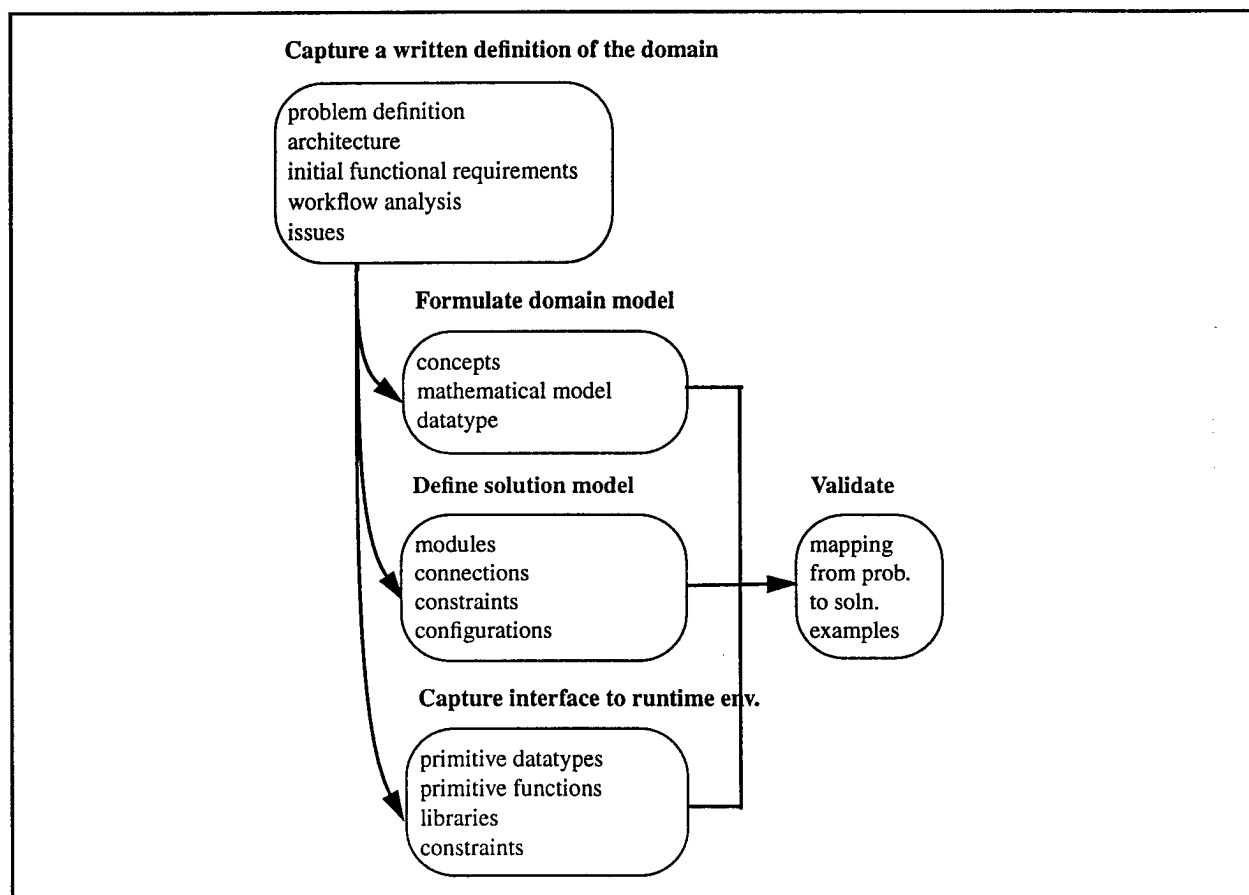 Capture a written definition of the domain
problem definition
architecture
initial functional requirements
workflow analysis
issues
Formulate domain model
concepts
mathematical model
datatype
Define solution model
modules
connections
constraints
configurations
Validate
mapping
from prob.
to soln.
examples
Capture interface to runtime env.
primitive datatypes
primitive functions
libraries
constraints